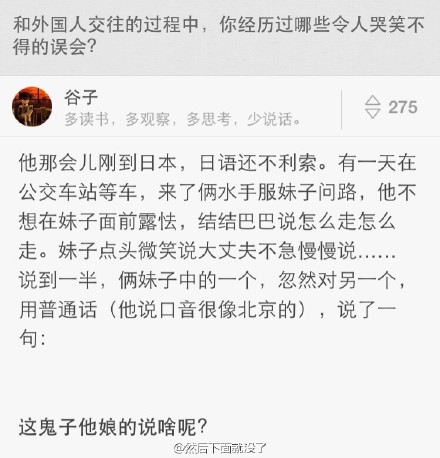 和外国人交往的过程中，你经历过哪些令人哭笑不
得的误会？
谷子
多读书，多观察，多思考，少说话。
275
他那会儿刚到日本，日语还不利索。有一天在
公交车站等车，来了俩水手服妹子问路，他不
想在妹子面前露怯，结结巴巴说怎么走怎么
走。妹子点头微笑说大丈夫不急慢慢说……
说到一半，俩妹子中的一个，忽然对另一个，
用普通话（他说口音很像北京的），说了一
句：
这鬼子他娘的说啥呢？
@然后下面就没了